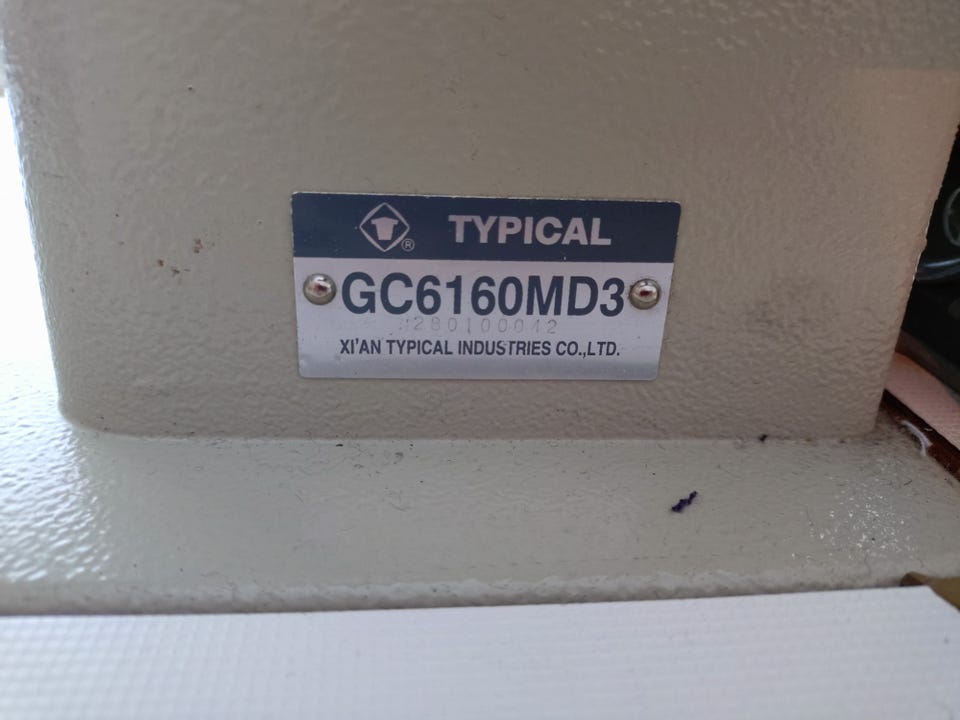 ® TYPICAL
GC6160MD3
XI'AN TYPICAL INDUSTRIES CO.,LTD.